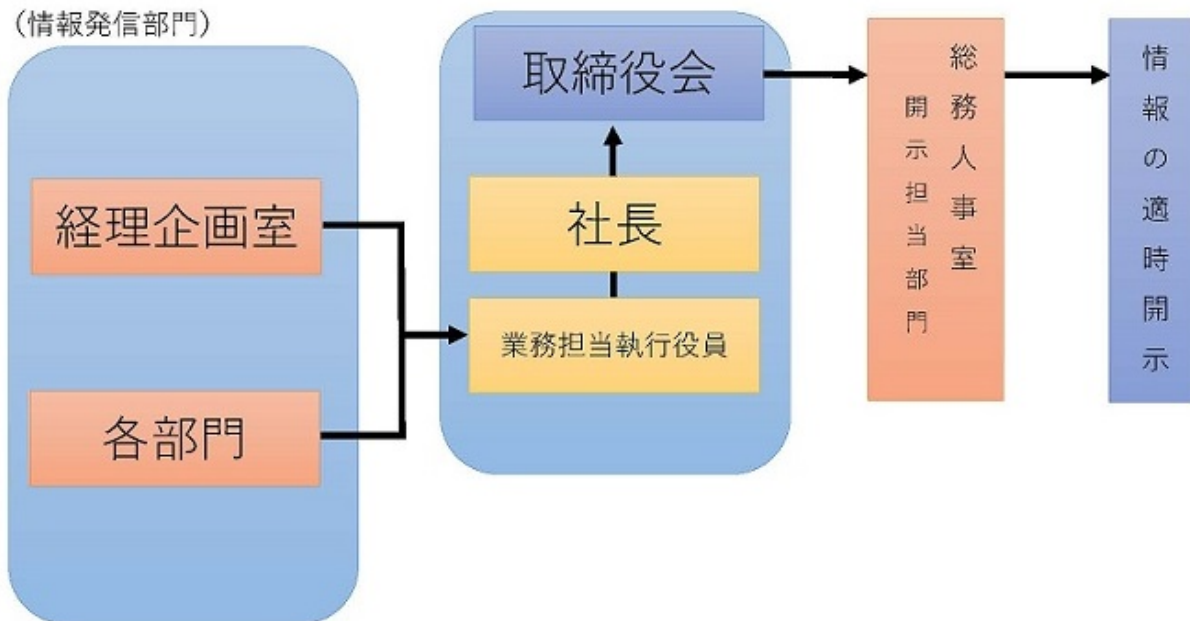 （情報発信部門）
経理企画室
各部門
取締役会
社長
業務担当執行役員
総務人事室
開示担当部門
情報の適時開示